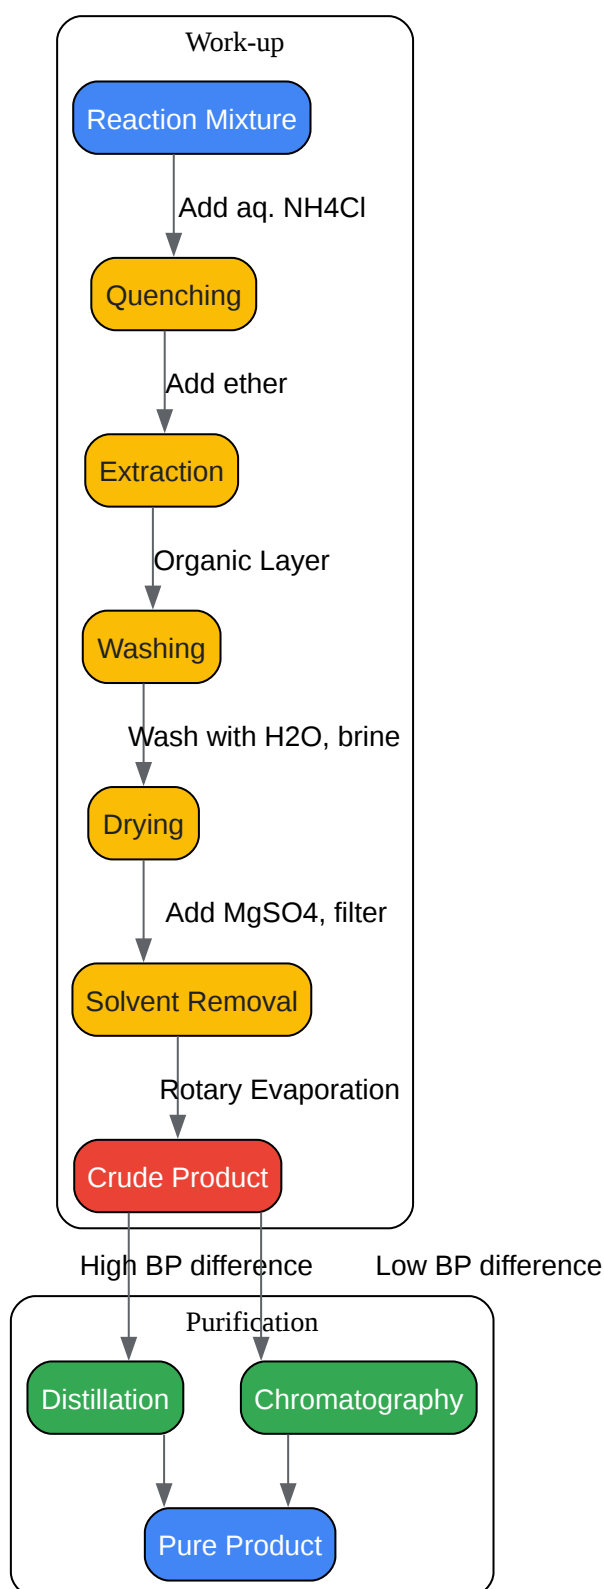 Work-up
Reaction Mixture
Add aq. NH4Cl
Quenching
Add ether
Extraction
Organic Layer
Washing
Wash with H2O, brine
Drying
Add MgSO4, filter
Solvent Removal
Rotary Evaporation
Crude Product
High BP difference
Low BP difference
Purification
Distillation
Chromatography
Pure Product